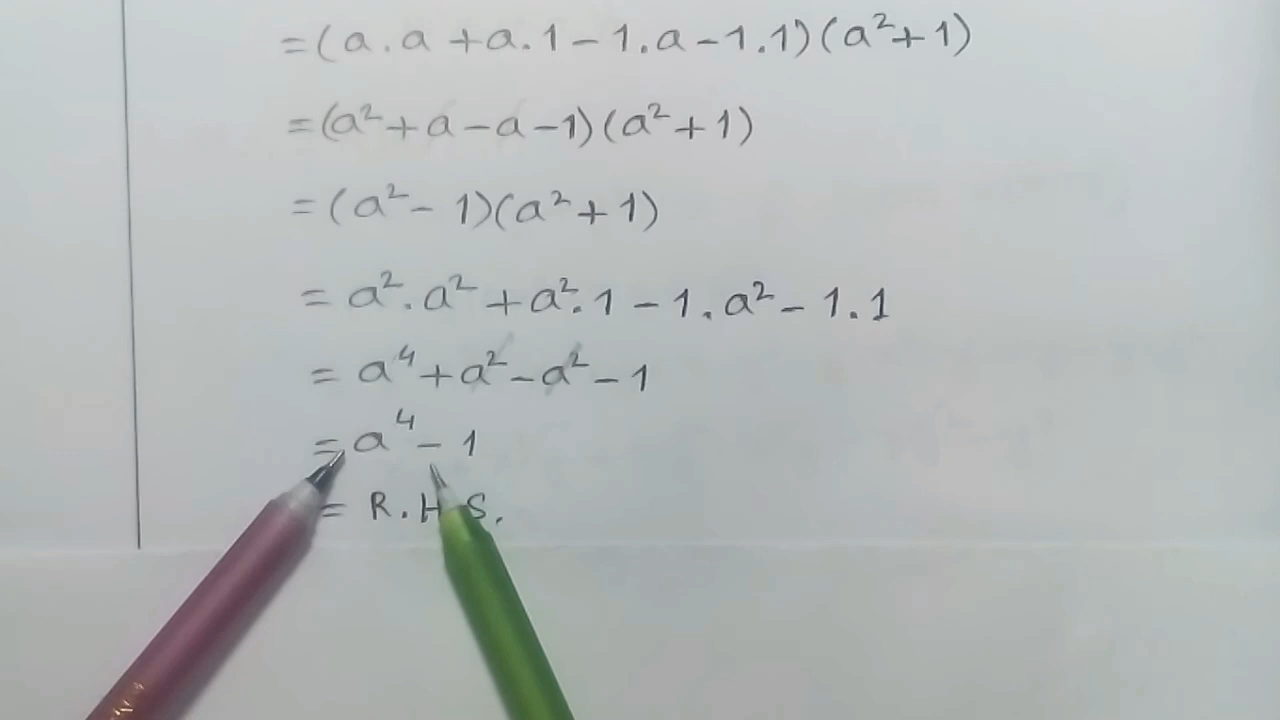 = (a.a + a.1 - 1.a - 1.1)(a² + 1)
= (a² + a - a - 1)(a² + 1)
= (a² - 1)(a² + 1)
= a².a² + a².1 - 1.a² - 1.1
= a⁴ + a² - a² - 1
= a⁴ - 1
= R.H.S.